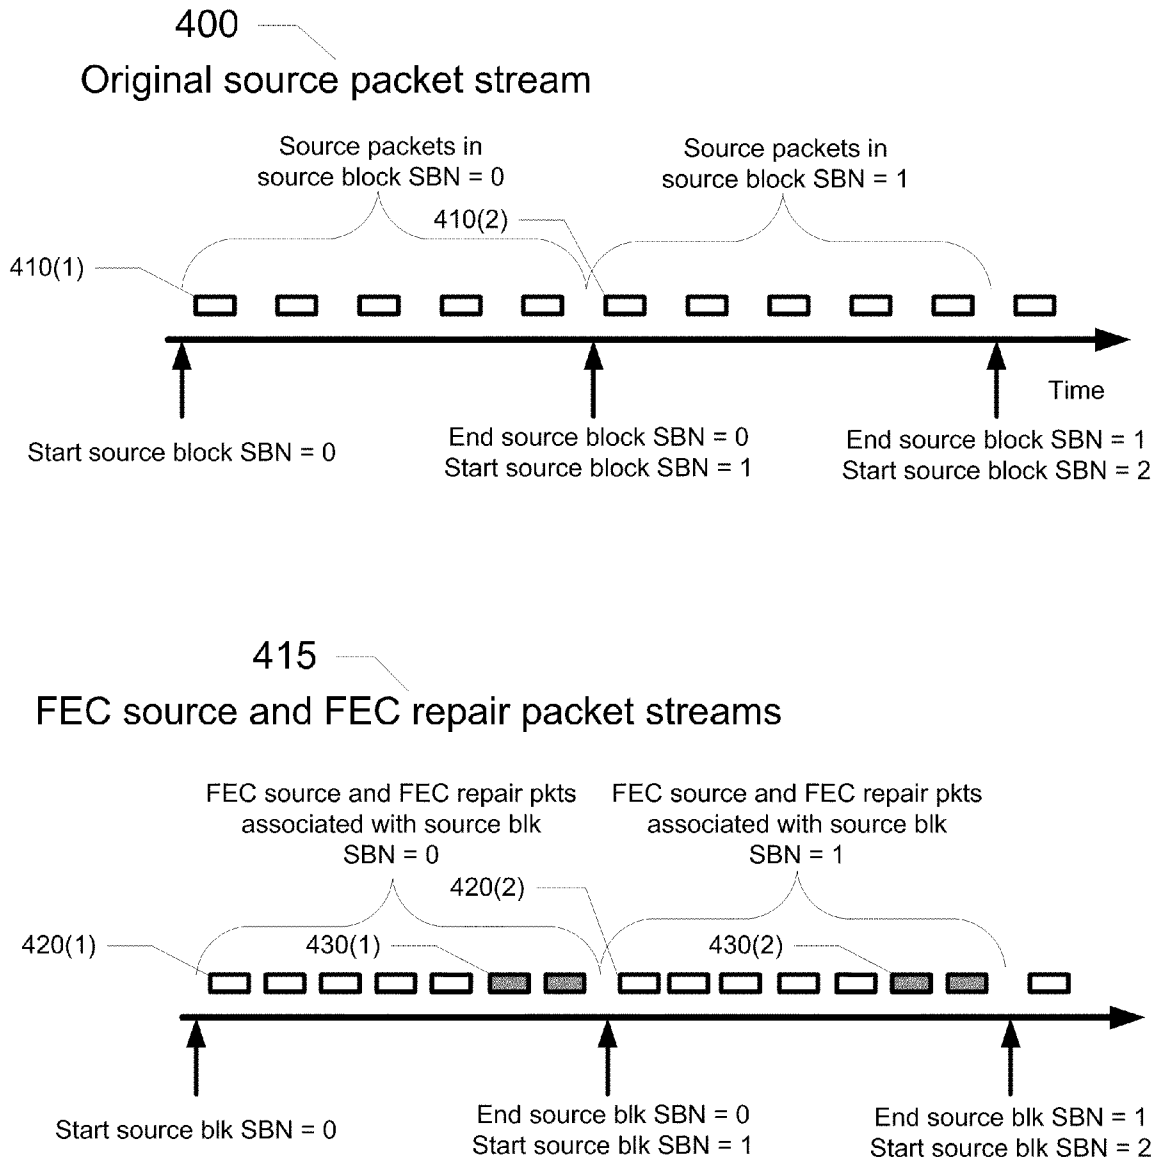 400
Original source packet stream
Source packets in
source block SBN = 0
Source packets in
source block SBN = 1
410(2)
410(1)
Time
Start source block SBN = 0
End source block SBN = 0
Start source block SBN = 1
End source block SBN = 1
Start source block SBN = 2
415
FEC source and FEC repair packet streams
FEC source and FEC repair pkts
associated with source blk
SBN = 0
FEC source and FEC repair pkts
associated with source blk
SBN = 1
420(2)
420(1)
430(1)
430(2)
Start source blk SBN = 0
End source blk SBN = 0
Start source blk SBN = 1
End source blk SBN = 1
Start source blk SBN = 2